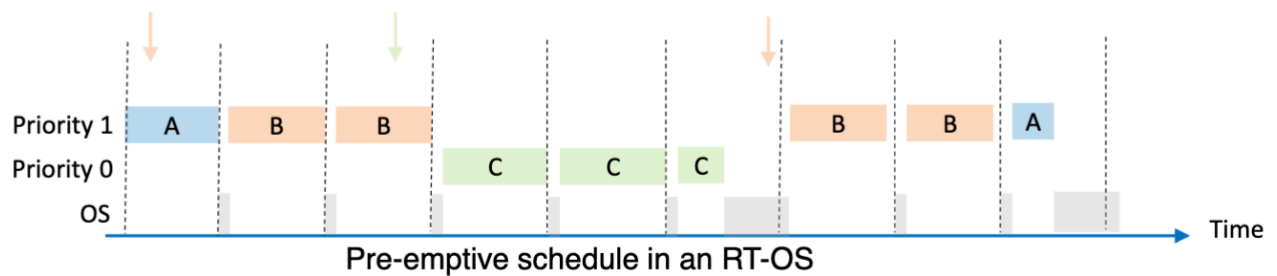 Priority 1 A B B B B A
Priority 0 C C C
OS
Time
Pre-emptive schedule in an RT-OS